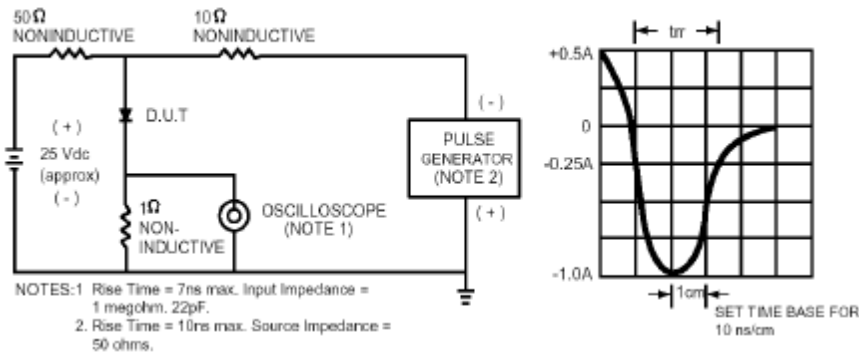 50Ω
NONINDUCTIVE
10Ω
NONINDUCTIVE
trr
+0.5A
0
-0.25A
-1.0A
1cm
SET TIME BASE FOR
10 ns/cm
D.U.T
(+)
25 Vdc
(approx)
(-)
1Ω
NON-
INDUCTIVE
OSCILLOSCOPE
(NOTE 1)
(-)
PULSE
GENERATOR
(NOTE 2)
(+)
NOTES:1 Rise Time = 7ns max. Input Impedance =
1 megohm. 22pF.
2. Rise Time = 10ns max. Source Impedance =
50 ohms.